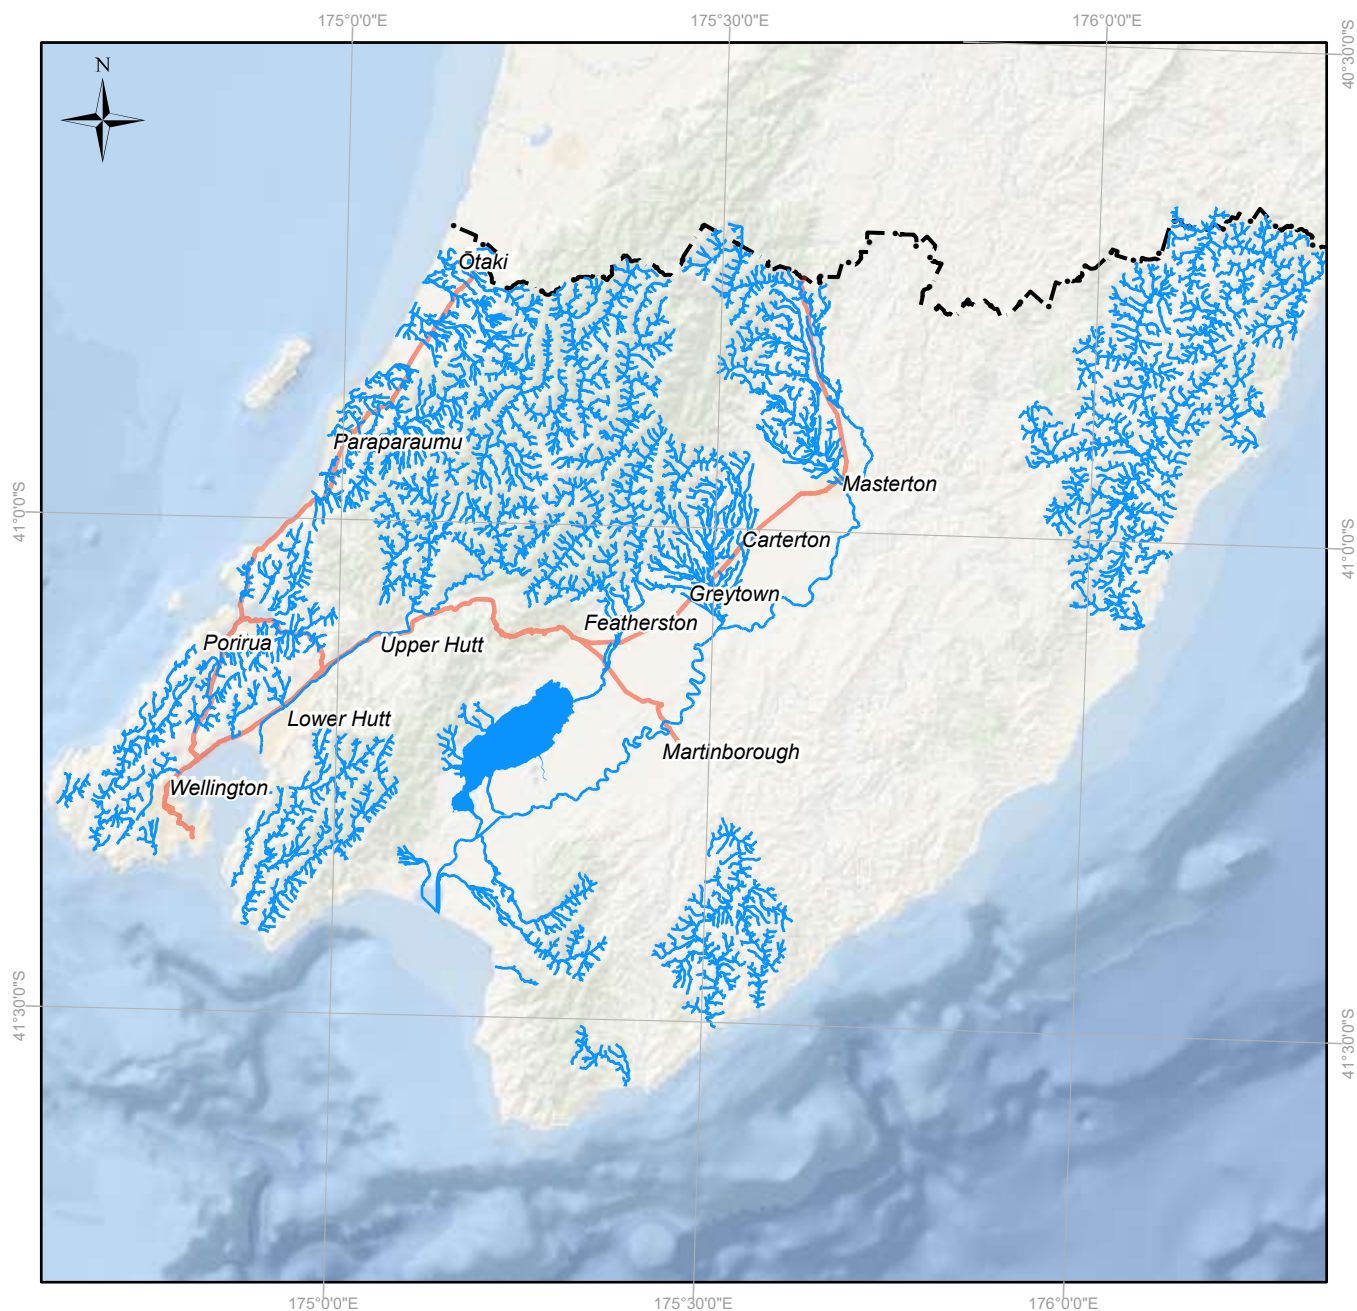 175°0'0"E
175°30'0"E
176°0'0"E
40°30'0"S
N
Ōtaki
Paraparaumu
Masterton
41°0'0"S
41°0'0"S
Carterton
Greytown
Featherston
Porirua
Upper Hutt
Lower Hutt
Martinborough
Wellington
41°30'0"S
41°30'0"S
175°0'0"E
175°30'0"E
176°0'0"E